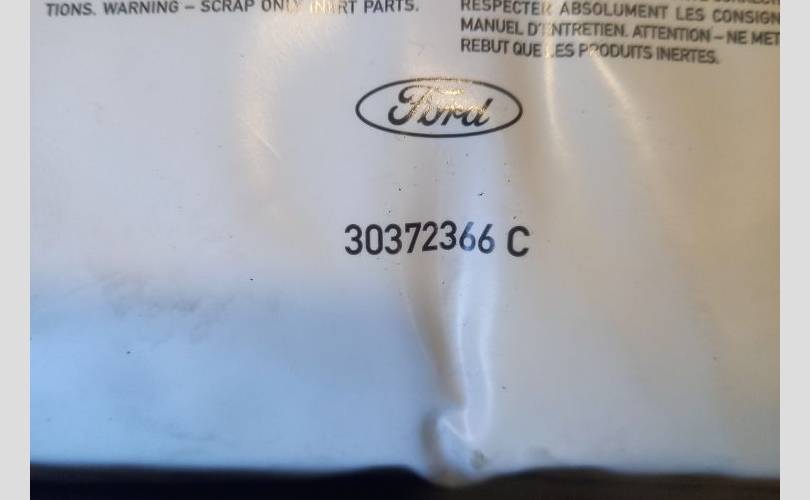 TIONS. WARNING – SCRAP ONLY INERT PARTS.
RESPECTER ABSOLUMENT LES CONSIGN
MANUEL D'ENTRETIEN. ATTENTION – NE MET
REBUT QUE LES PRODUITS INERTES.
Ford
30372366 C